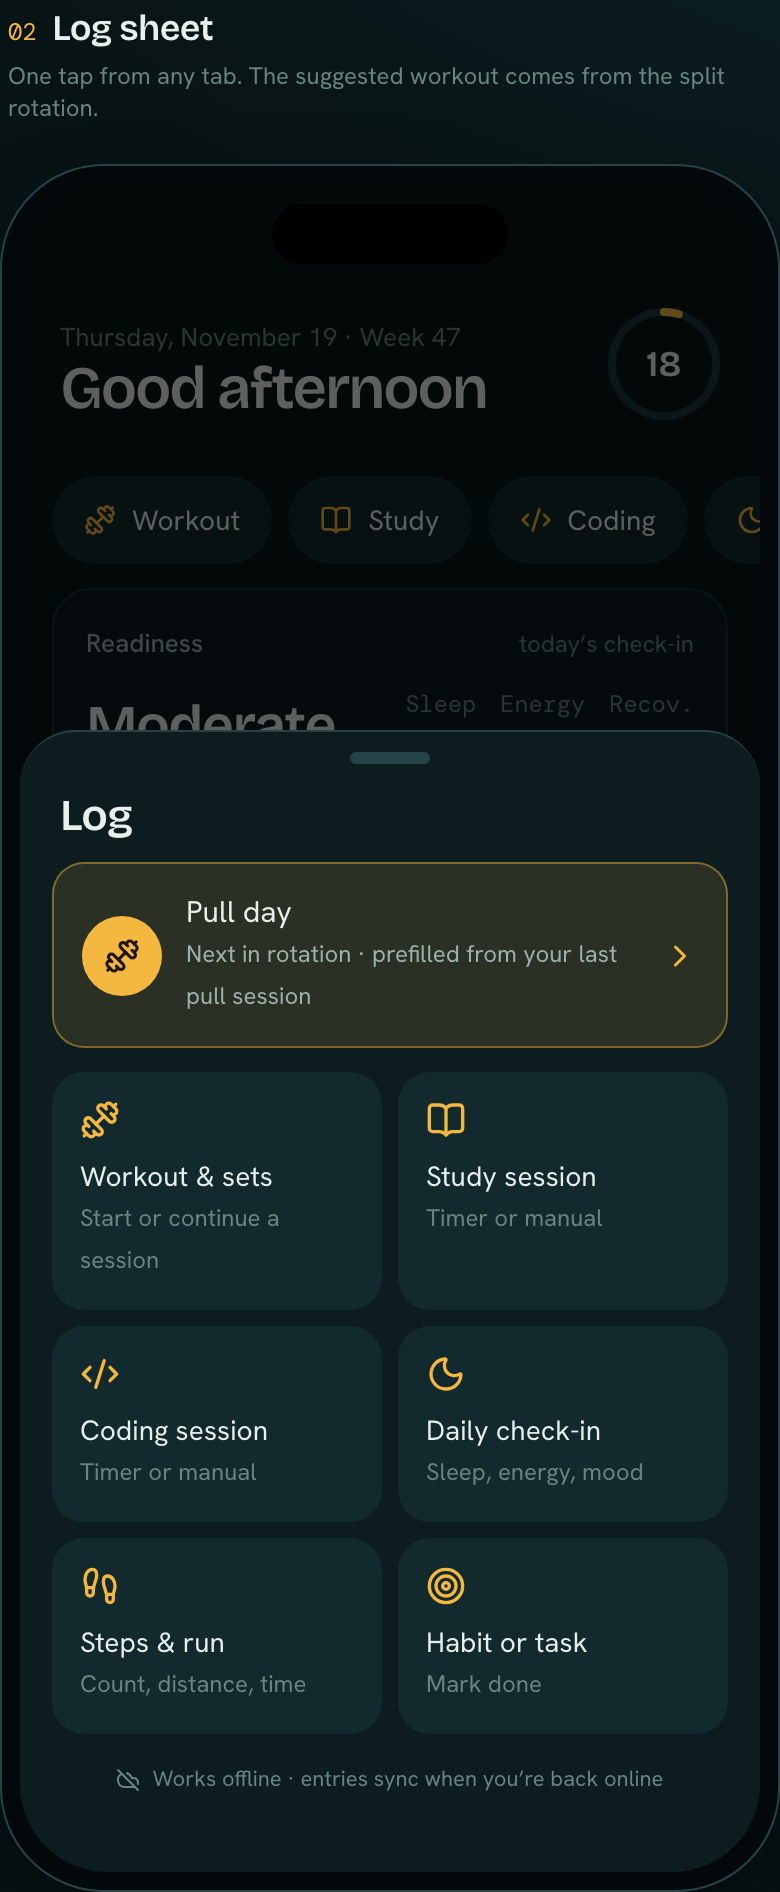 02 Log sheet
One tap from any tab. The suggested workout comes from the split
rotation.
Thursday, November 19 · Week 47
Good afternoon
18
Workout
Study
Coding
Readiness
today’s check-in
Moderate
Sleep Energy Recov.
Log
Pull day
Next in rotation · prefilled from your last
pull session
Workout & sets
Start or continue a
session
Study session
Timer or manual
Coding session
Timer or manual
Daily check-in
Sleep, energy, mood
Steps & run
Count, distance, time
Habit or task
Mark done
Works offline · entries sync when you’re back online